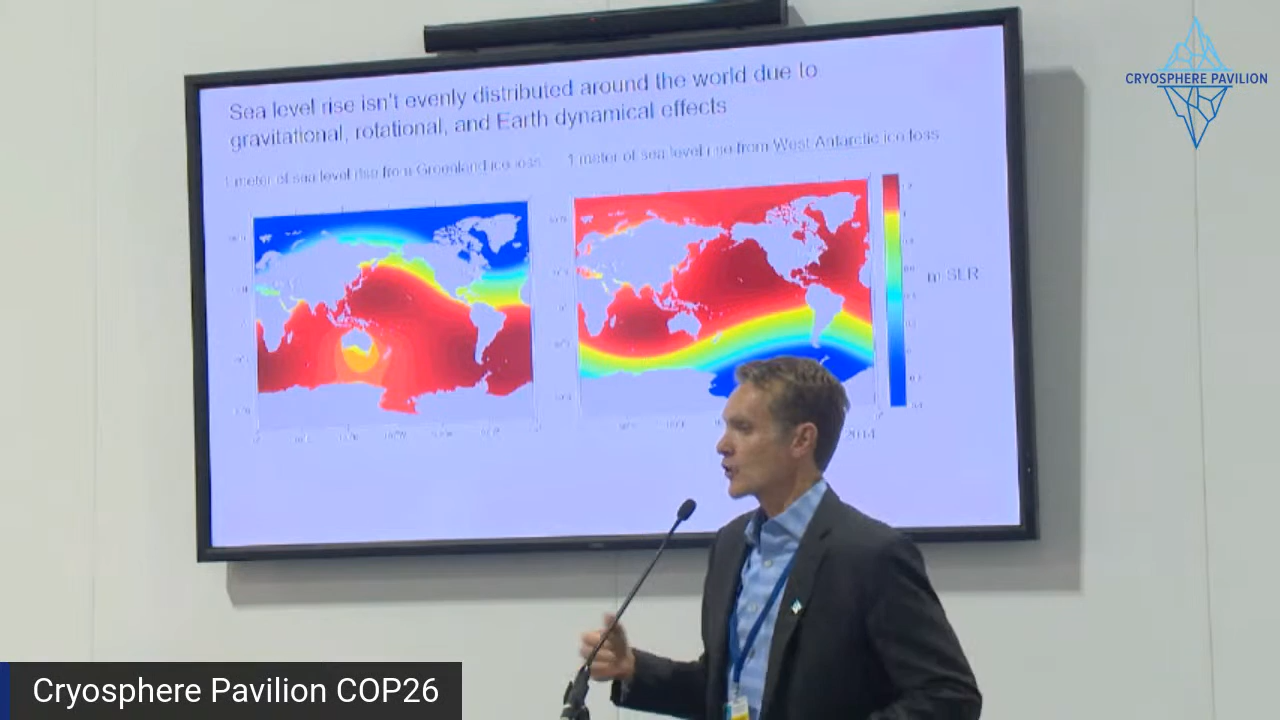 CRYOSPHERE PAVILION
Sea level rise isn't evenly distributed around the world due to
gravitational, rotational, and Earth dynamical effects
1 meter of sea level rise from Greenland ice loss
1 meter of sea level rise from West Antarctic ice loss
m SLR
2014
Cryosphere Pavilion COP26